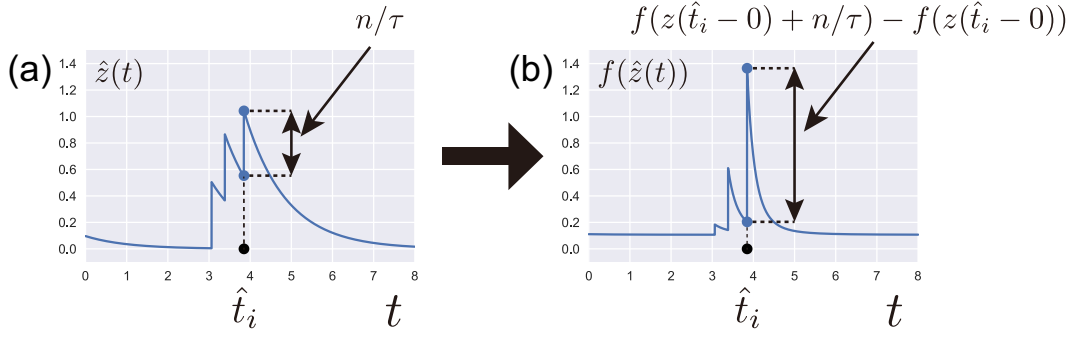 n/τ
f(z(t̂ᵢ − 0) + n/τ) − f(z(t̂ᵢ − 0))
(a)
ẑ(t)
1.4
1.2
1.0
0.8
0.6
0.4
0.2
0.0
0 1 2 3 4 5 6 7 8
t̂ᵢ t
(b)
f(ẑ(t))
1.4
1.2
1.0
0.8
0.6
0.4
0.2
0.0
0 1 2 3 4 5 6 7 8
t̂ᵢ t